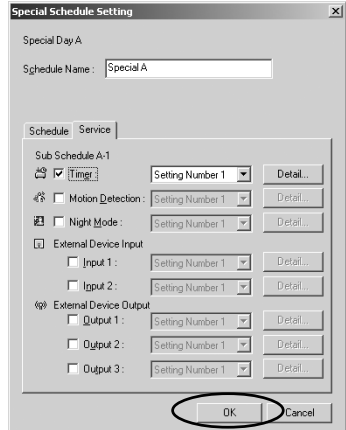 Special Schedule Setting
Special Day A
Schedule Name : Special A
Schedule Service
Sub Schedule A-1
Timer : Setting Number 1 Detail...
Motion Detection : Setting Number 1 Detail...
Night Mode : Setting Number 1 Detail...
External Device Input
Input 1 : Setting Number 1 Detail...
Input 2 : Setting Number 1 Detail...
External Device Output
Output 1 : Setting Number 1 Detail...
Output 2 : Setting Number 1 Detail...
Output 3 : Setting Number 1 Detail...
OK Cancel